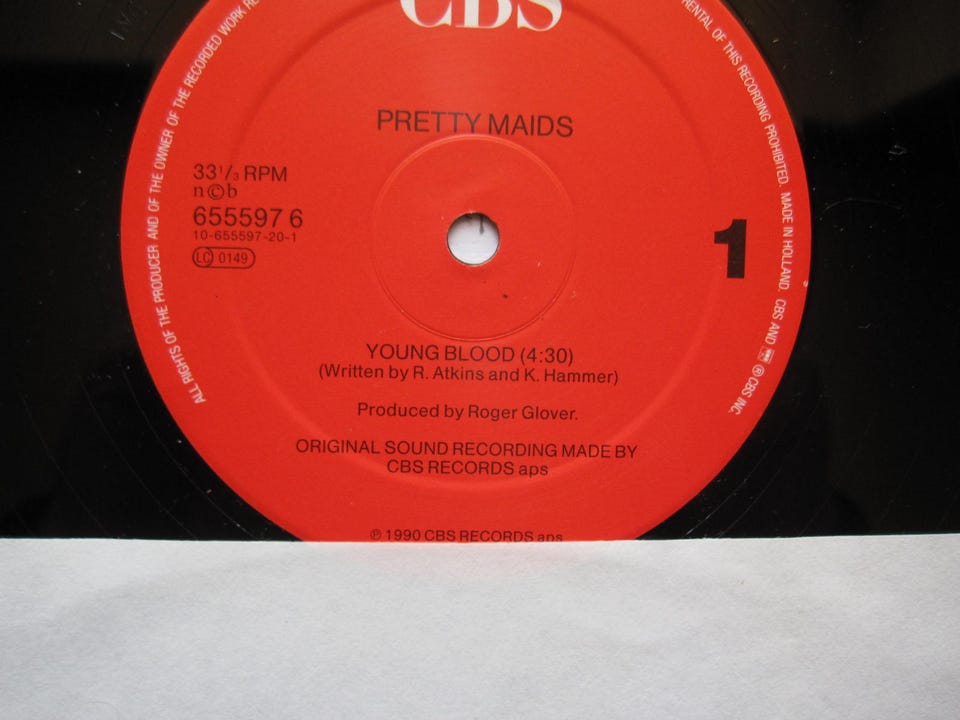 CBS
PRETTY MAIDS
33 1/3 RPM
n©b
655597 6
10-655597-20-1
LC 0149
1
YOUNG BLOOD (4:30)
(Written by R. Atkins and K. Hammer)
Produced by Roger Glover.
ORIGINAL SOUND RECORDING MADE BY
CBS RECORDS aps
℗ 1990 CBS RECORDS aps
ALL RIGHTS OF THE PRODUCER AND OF THE OWNER OF THE RECORDED WORK
RENTAL OF THIS RECORDING PROHIBITED. MADE IN HOLLAND. CBS AND ® CBS INC.